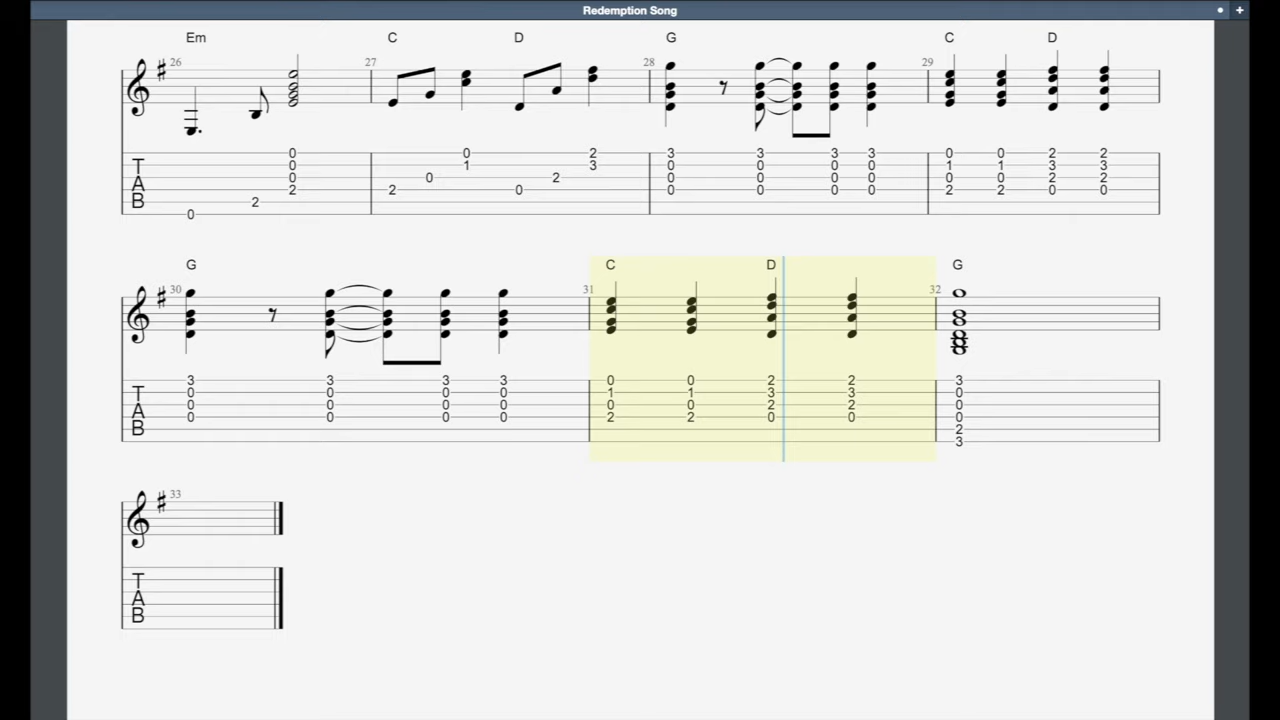 Redemption Song
Em C D G C D
26 27 28 29
0 0 2 0 3 3 3 3 0 0 2 2
0 1 3 0 0 0 0 1 1 3 3
T 0 0 2 0 0 0 0 0 0 2 2
A 2 2 0 0 0 0 0 2 2 0 0
B 2
0
G C D G
30 31 32
3 3 3 3 0 0 2 2 3
0 0 0 0 1 1 3 3 0
T 0 0 0 0 0 0 2 2 0
A 0 0 0 0 2 2 0 0 0
B 2
3
33
T
A
B